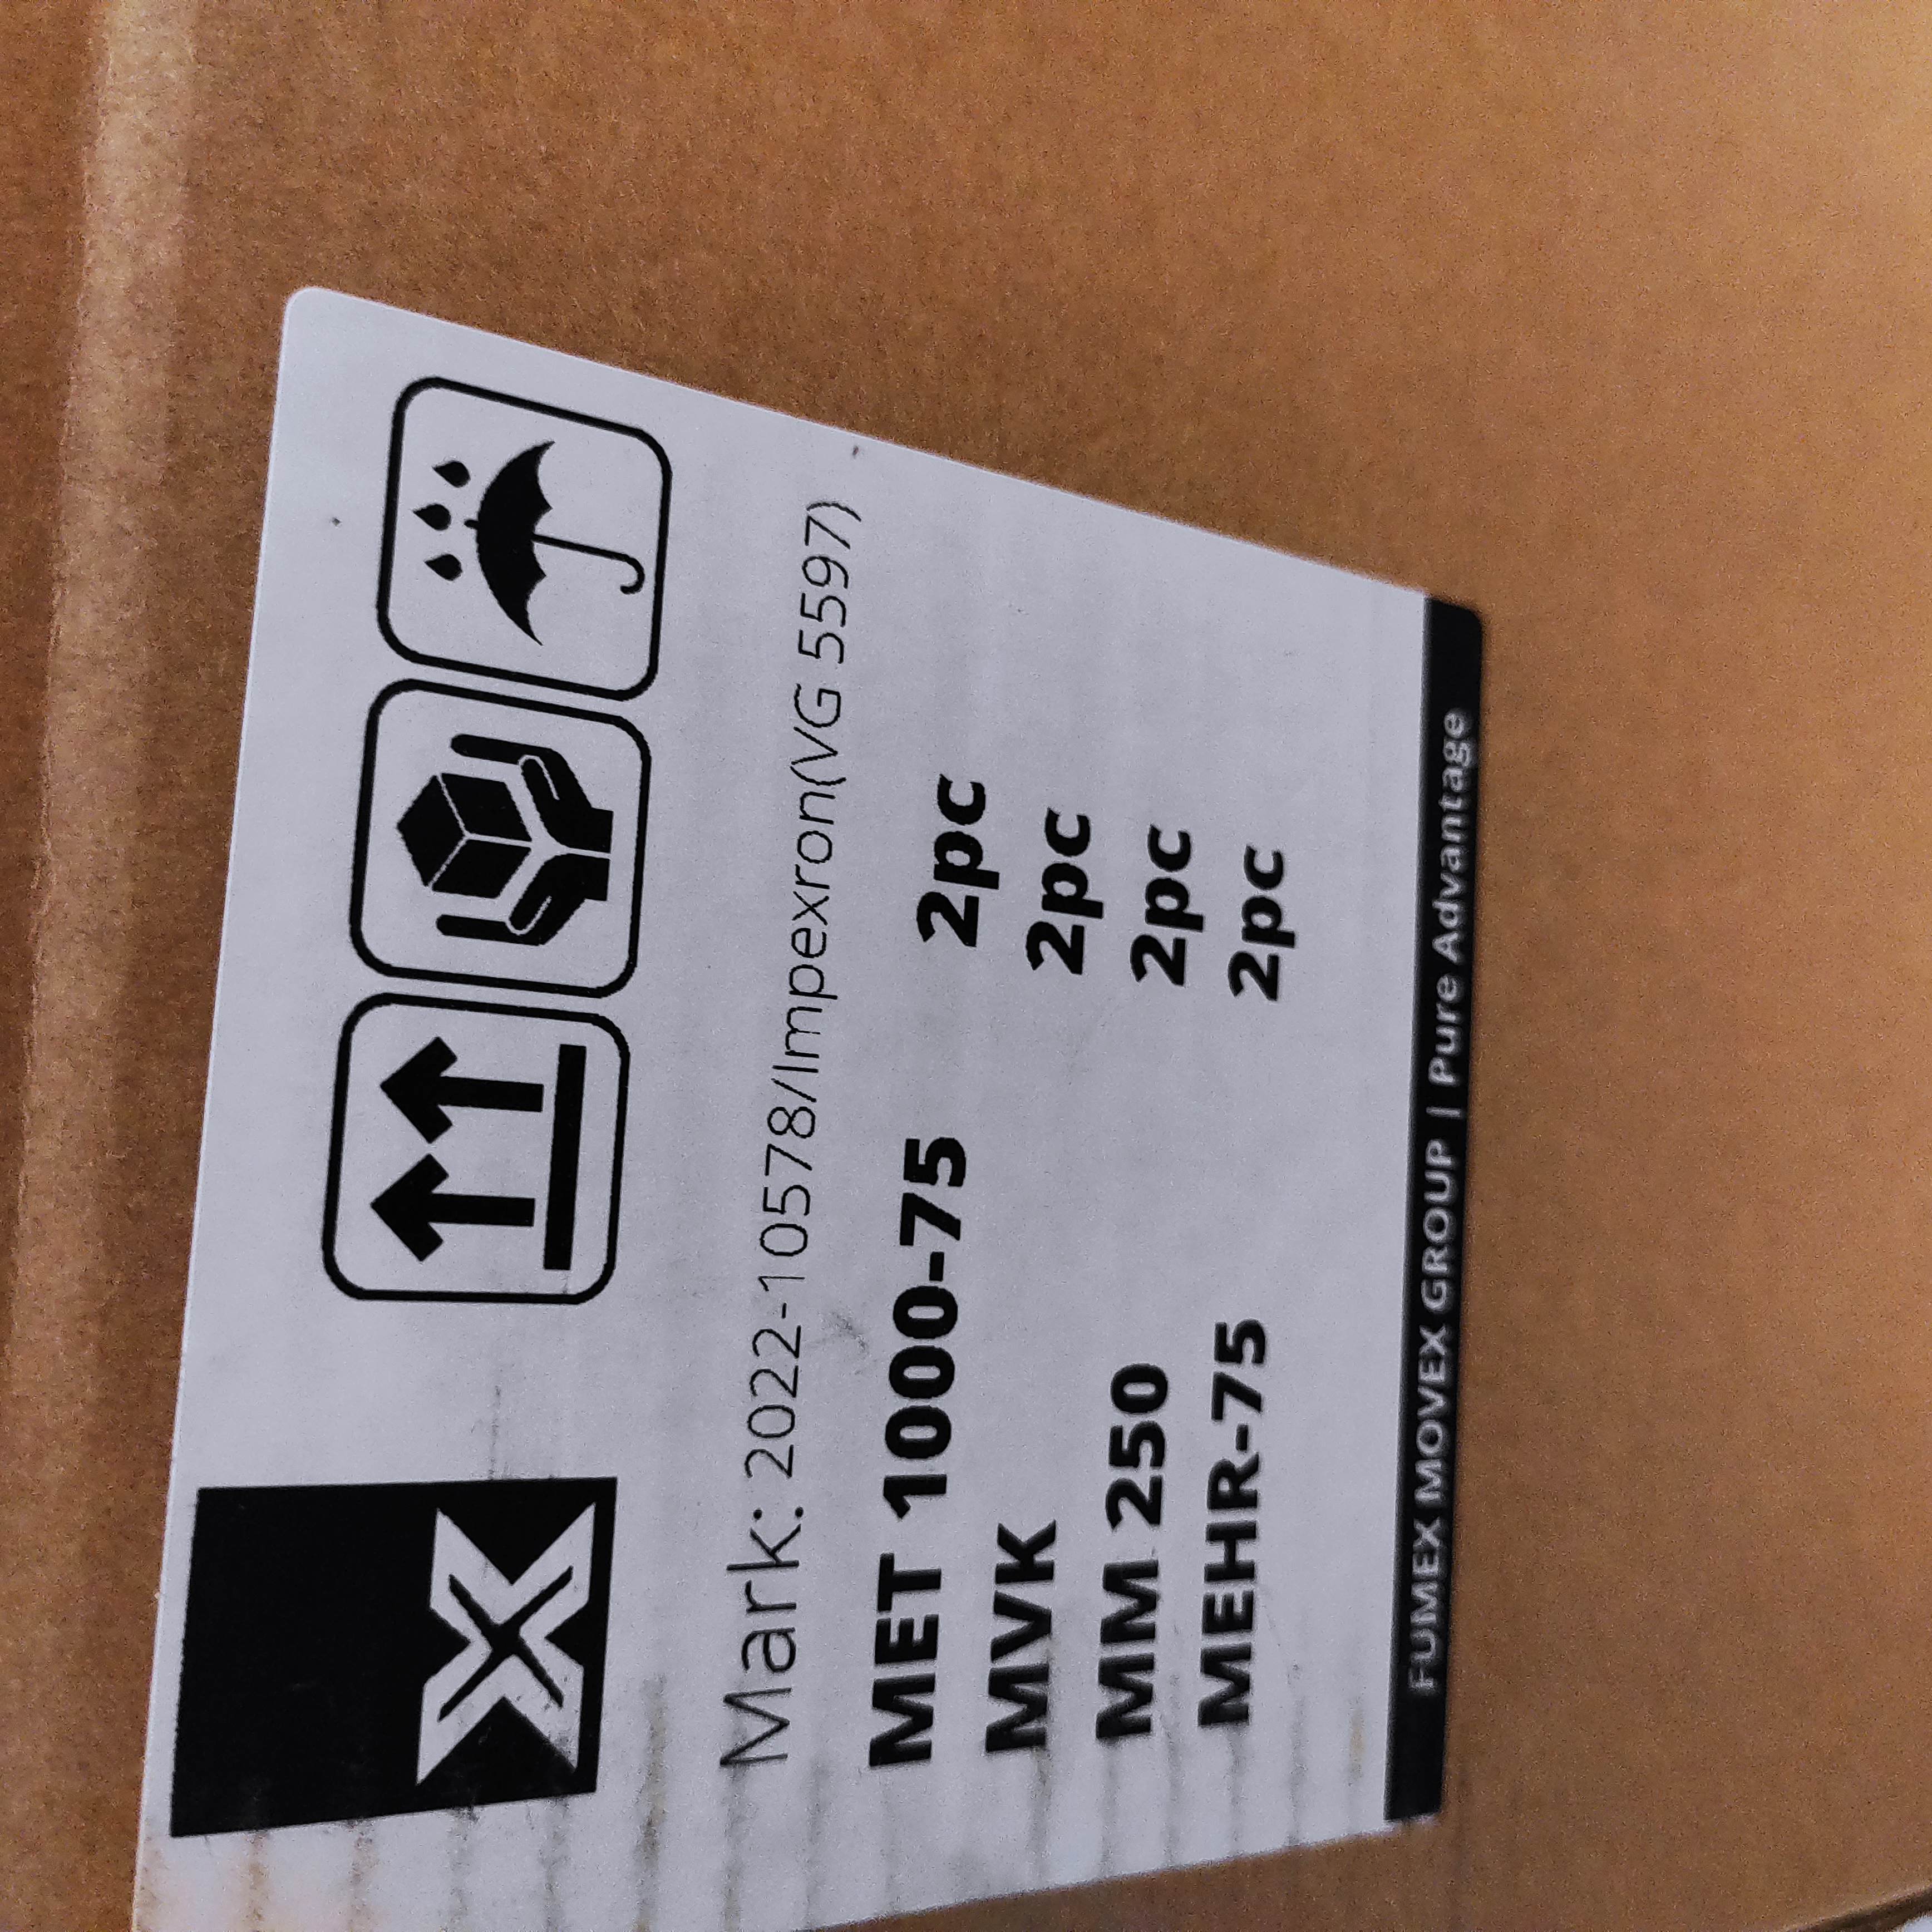 Mark: 2022-10578/Impexron(VG 5597)
MET 1000-75 2pc
MVK 2pc
MM 250 2pc
MEHR-75 2pc
FUMEX MOVEX GROUP | Pure Advantage